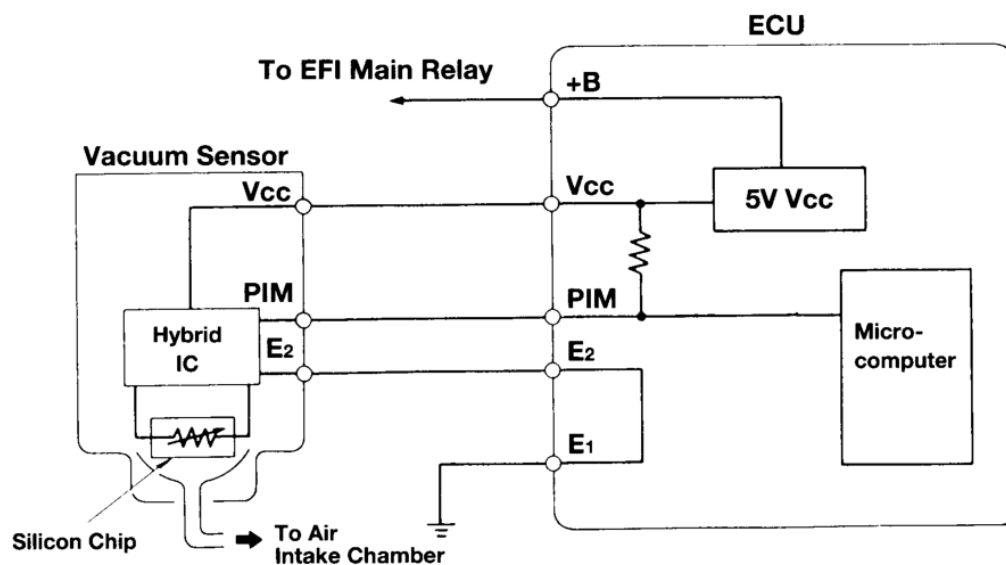 ECU
To EFI Main Relay
+B
Vacuum Sensor
Vcc
Vcc
5V Vcc
PIM
PIM
Hybrid
IC
E2
E2
Micro-
computer
E1
Silicon Chip
To Air
Intake Chamber